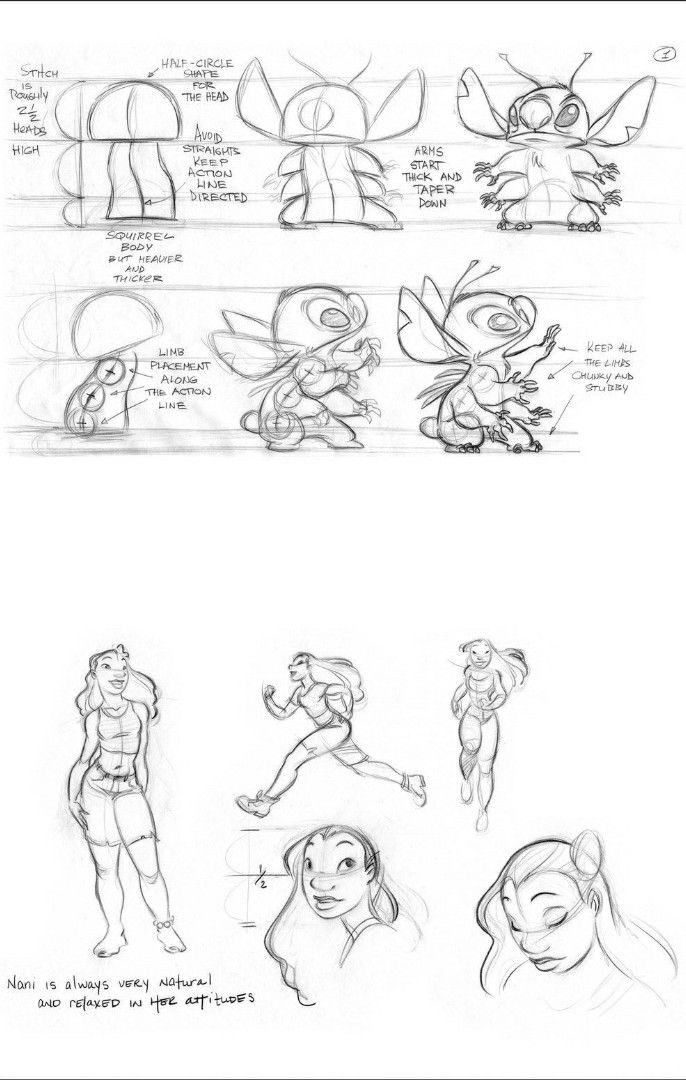 1
STITCH
IS
ROUGHLY
2 1/2
HEADS
HIGH
HALF-CIRCLE
SHAPE
FOR
THE HEAD
AVOID
STRAIGHTS
KEEP
ACTION
LINE
DIRECTED
ARMS
START
THICK AND
TAPER
DOWN
SQUIRREL
BODY
BUT HEAVIER
AND
THICKER
LIMB
PLACEMENT
ALONG
THE ACTION
LINE
KEEP ALL
THE LIMBS
CHUNKY AND
STUBBY
1/2
Nani is always very natural
and relaxed in her attitudes